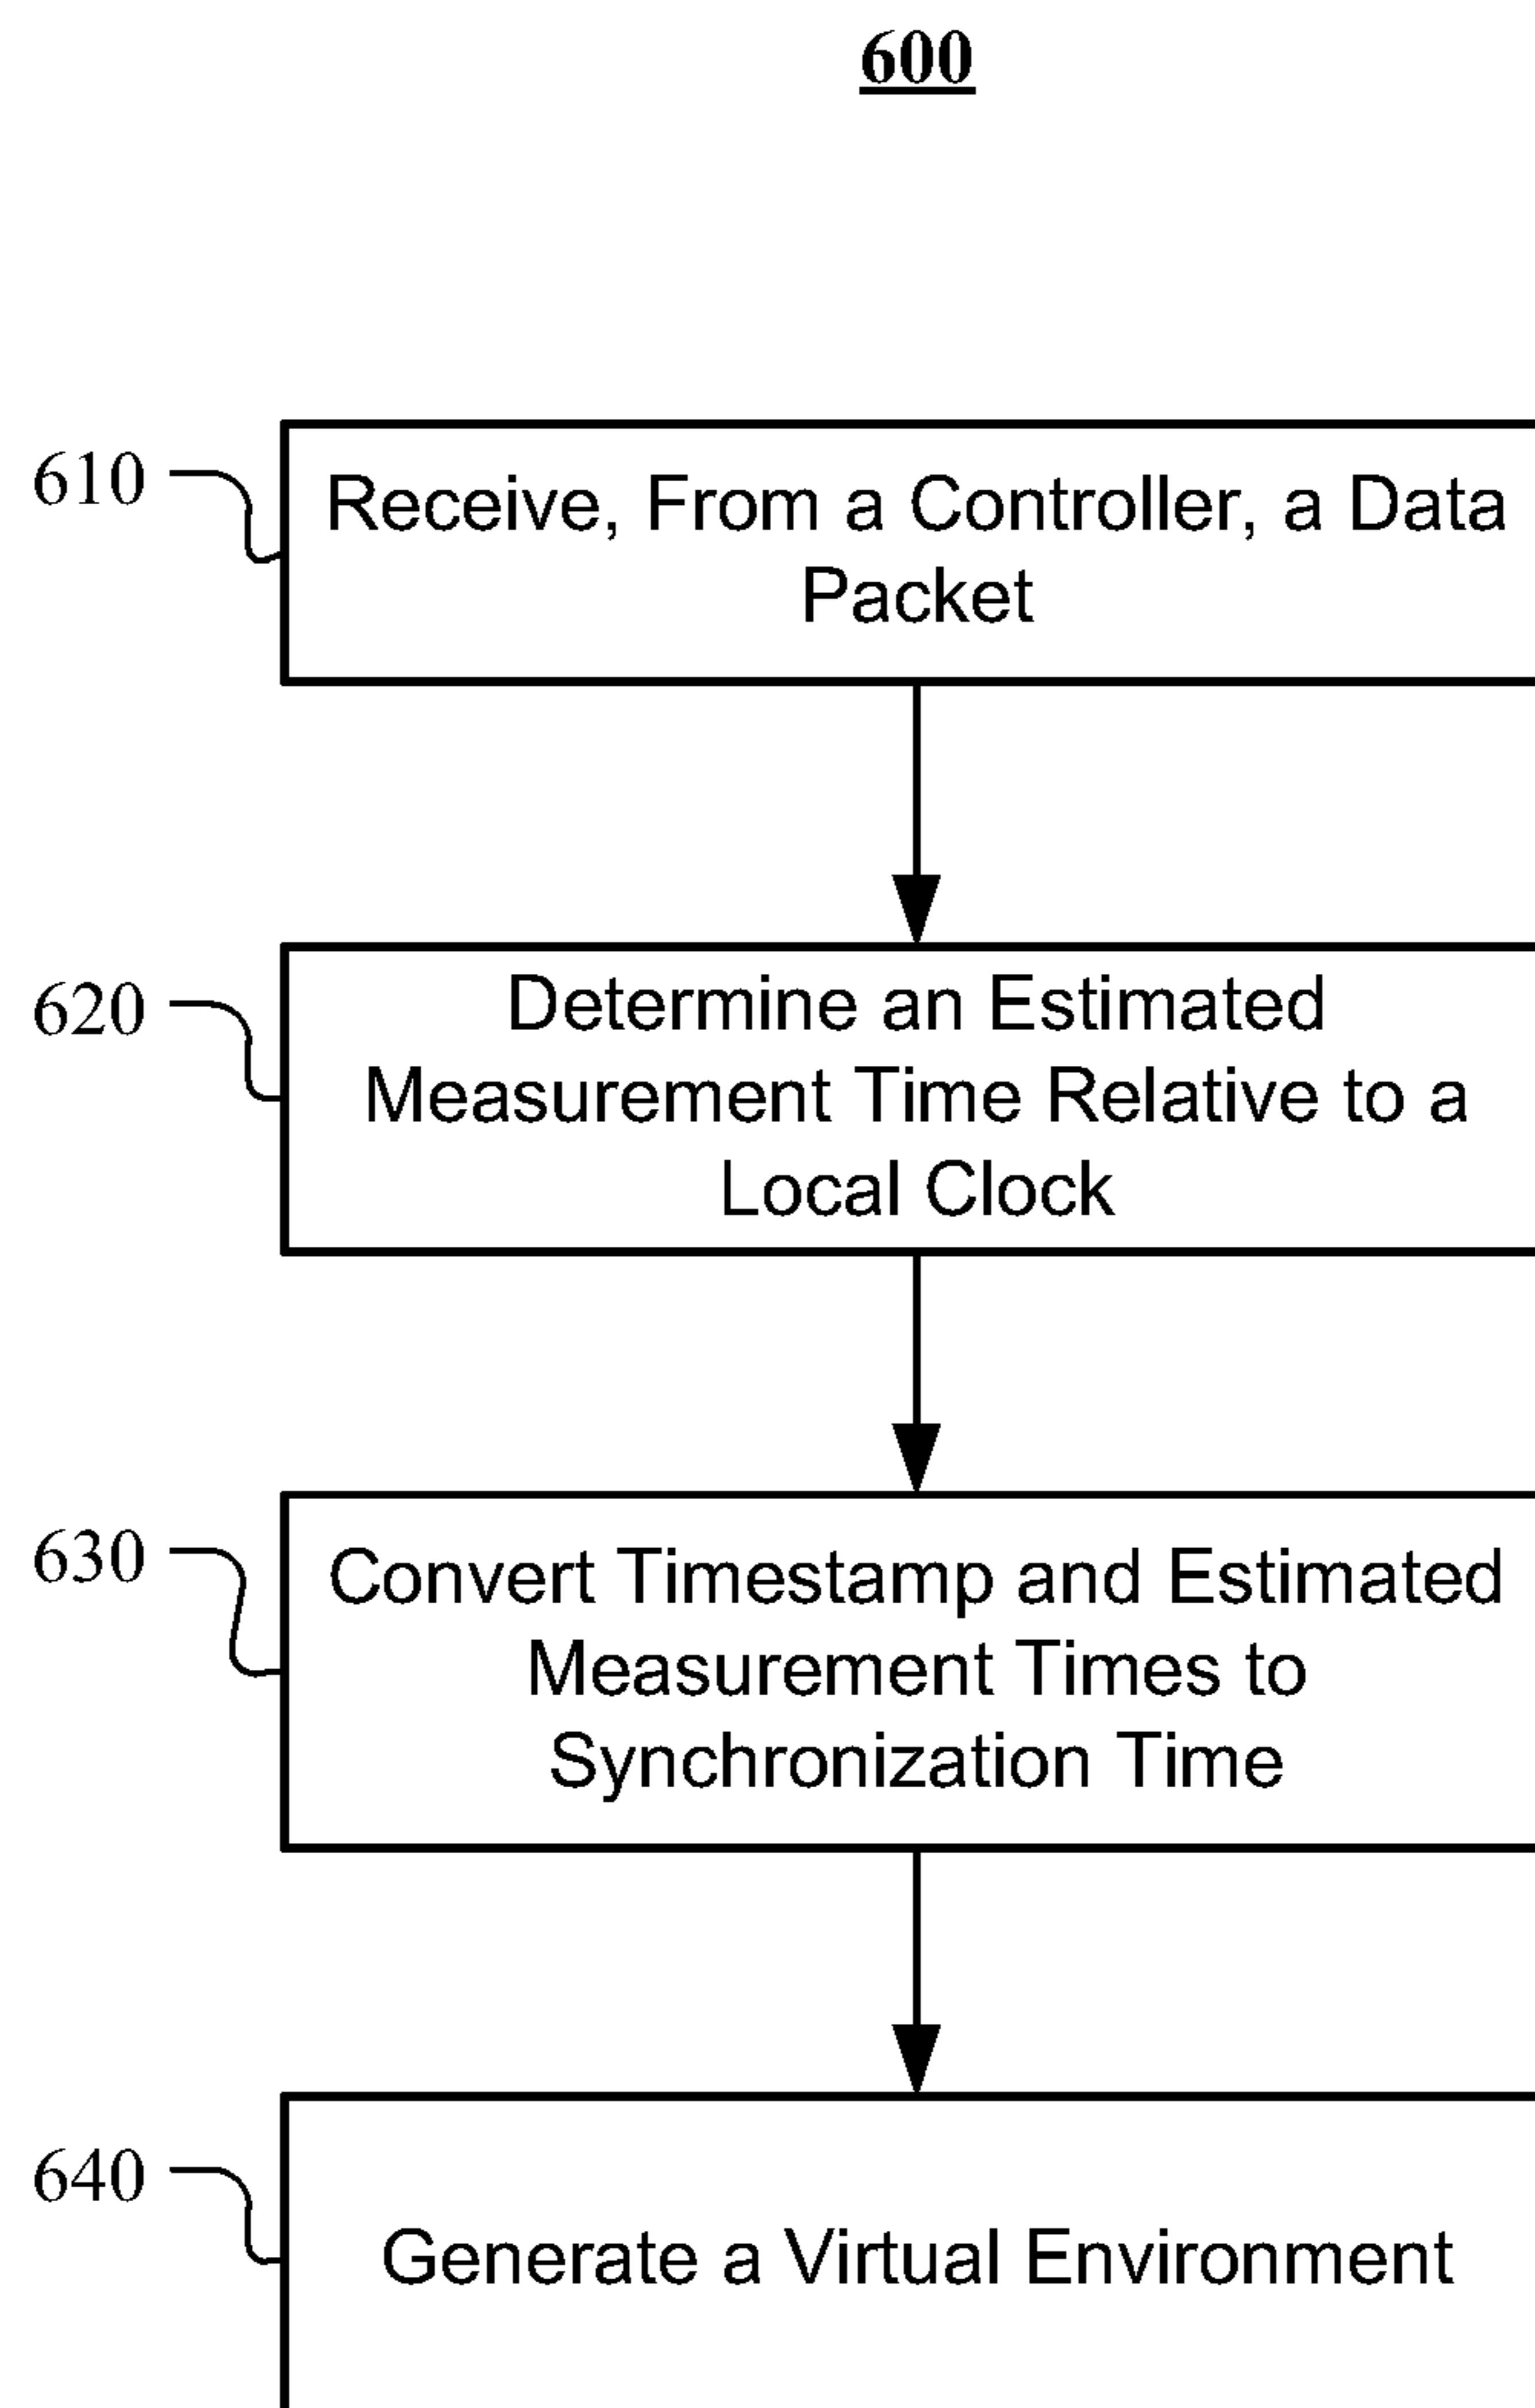 600
610
Receive, From a Controller, a Data
Packet
620
Determine an Estimated
Measurement Time Relative to a
Local Clock
630
Convert Timestamp and Estimated
Measurement Times to
Synchronization Time
640
Generate a Virtual Environment